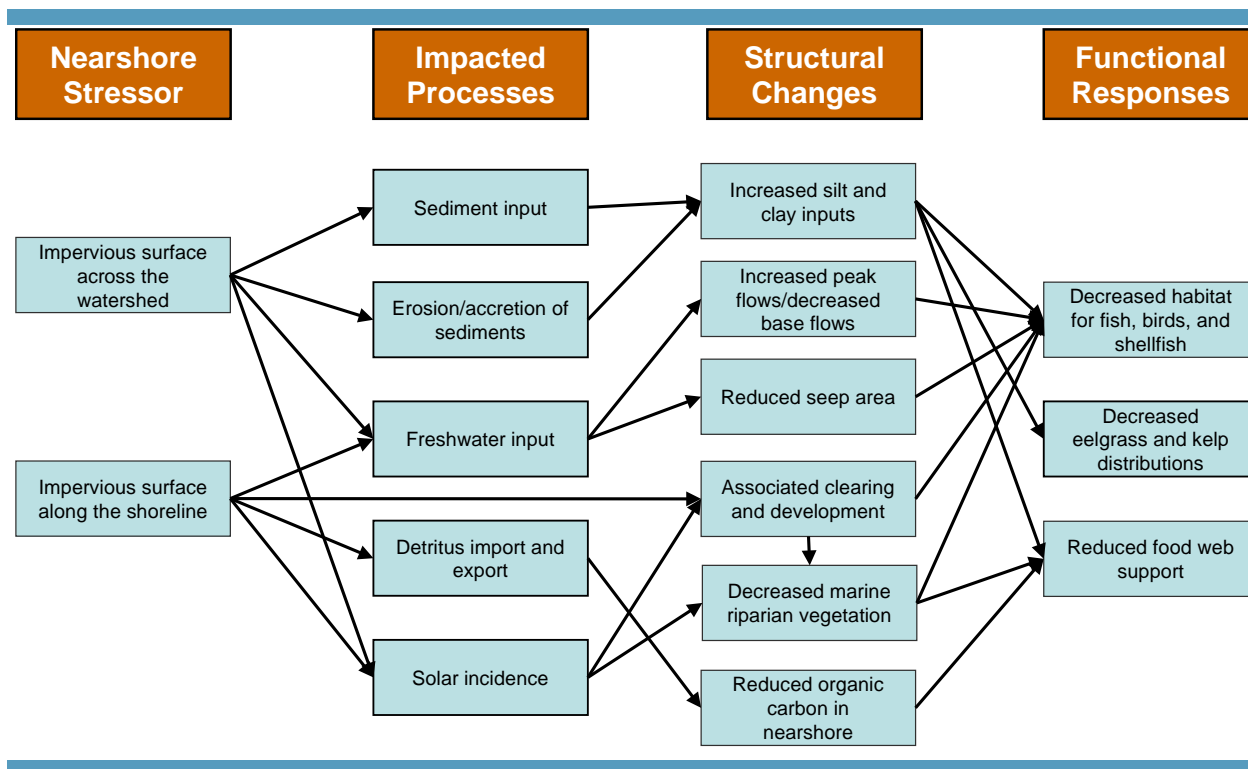 Nearshore
Stressor
Impacted
Processes
Structural
Changes
Functional
Responses
Impervious surface
across the
watershed
Impervious surface
along the shoreline
Sediment input
Erosion/accretion of
sediments
Freshwater input
Detritus import and
export
Solar incidence
Increased silt and
clay inputs
Increased peak
flows/decreased
base flows
Reduced seep area
Associated clearing
and development
Decreased marine
riparian vegetation
Reduced organic
carbon in
nearshore
Decreased habitat
for fish, birds, and
shellfish
Decreased
eelgrass and kelp
distributions
Reduced food web
support